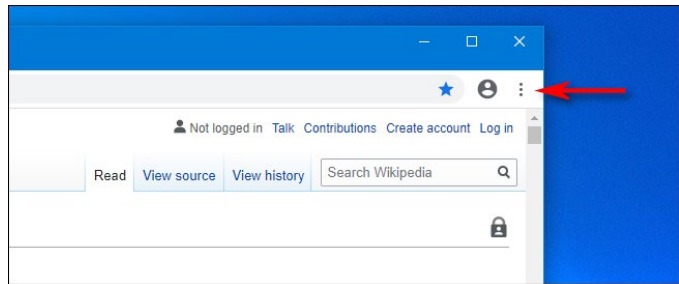 Not logged in Talk Contributions Create account Log in
Read View source View history Search Wikipedia